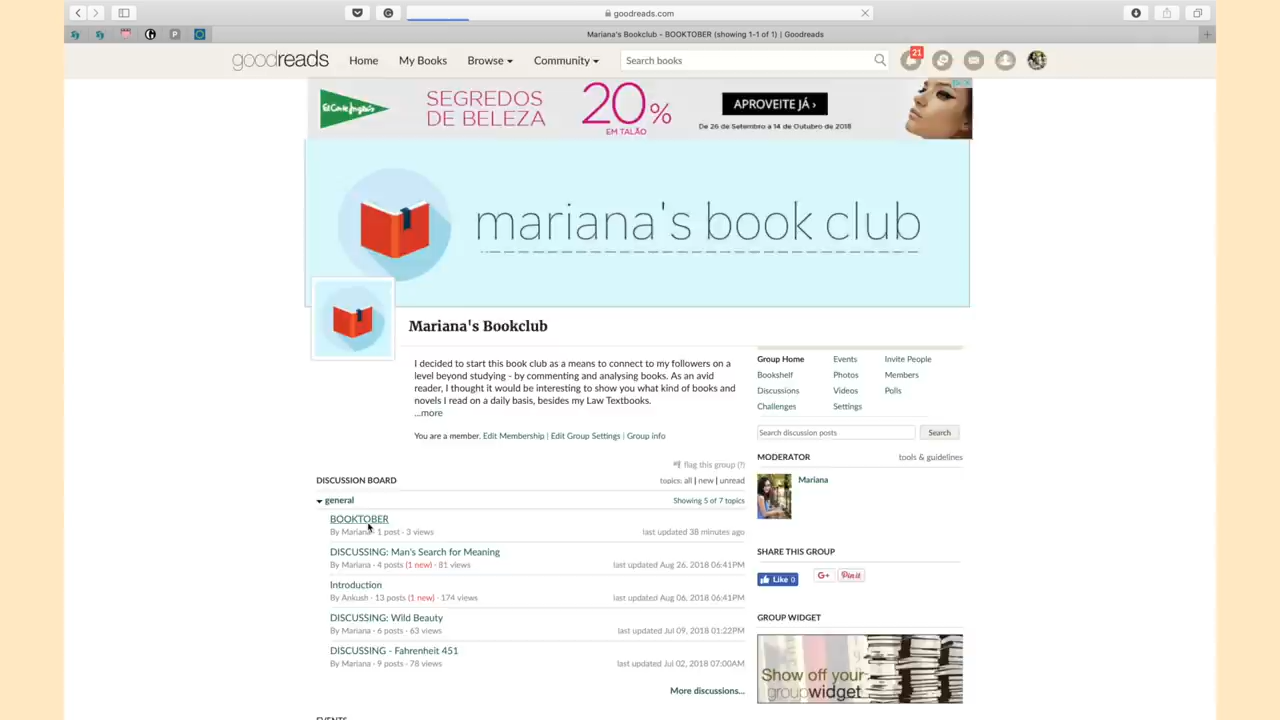 goodreads.com
Mariana's Bookclub - BOOKTOBER (showing 1-1 of 1) | Goodreads
goodreads Home My Books Browse Community Search books 21
El Corte Inglés SEGREDOS DE BELEZA 20% EM TALÃO APROVEITE JÁ ›
De 26 de Setembro a 14 de Outubro de 2018
mariana's book club
Mariana's Bookclub
I decided to start this book club as a means to connect to my followers on a
level beyond studying - by commenting and analysing books. As an avid
reader, I thought it would be interesting to show you what kind of books and
novels I read on a daily basis, besides my Law Textbooks.
...more
You are a member. Edit Membership | Edit Group Settings | Group info
Group Home Events Invite People
Bookshelf Photos Members
Discussions Videos Polls
Challenges Settings
Search discussion posts Search
MODERATOR tools & guidelines
Mariana
flag this group (?)
DISCUSSION BOARD topics: all | new | unread
general Showing 5 of 7 topics
BOOKTOBER
By Mariana · 1 post · 3 views last updated 38 minutes ago
DISCUSSING: Man's Search for Meaning
By Mariana · 4 posts (1 new) · 81 views last updated Aug 26, 2018 06:41PM
Introduction
By Ankush · 13 posts (1 new) · 174 views last updated Aug 06, 2018 06:41PM
DISCUSSING: Wild Beauty
By Mariana · 6 posts · 63 views last updated Jul 09, 2018 01:22PM
DISCUSSING - Fahrenheit 451
By Mariana · 9 posts · 78 views last updated Jul 02, 2018 07:00AM
More discussions...
SHARE THIS GROUP
Like 0 G+ Pin it
GROUP WIDGET
Show off your
groupwidget
EVENTS